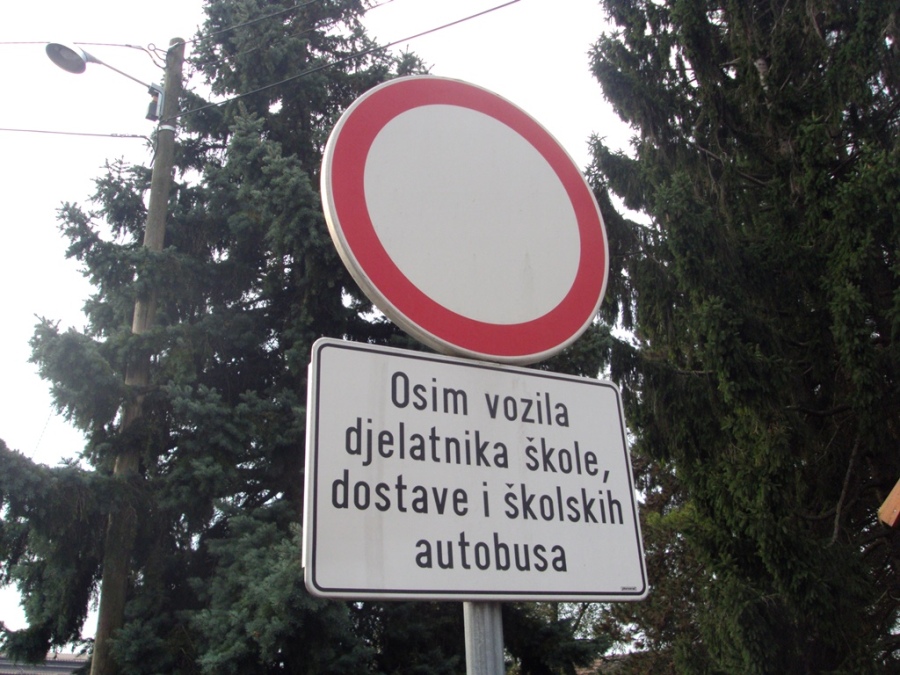 Osim vozila
djelatnika škole,
dostave i školskih
autobusa